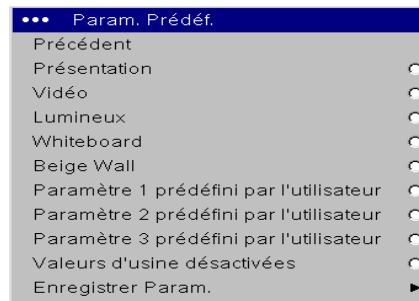 ••• Param. Prédéf.
Précédent
Présentation
Vidéo
Lumineux
Whiteboard
Beige Wall
Paramètre 1 prédéfini par l'utilisateur
Paramètre 2 prédéfini par l'utilisateur
Paramètre 3 prédéfini par l'utilisateur
Valeurs d'usine désactivées
Enregistrer Param.